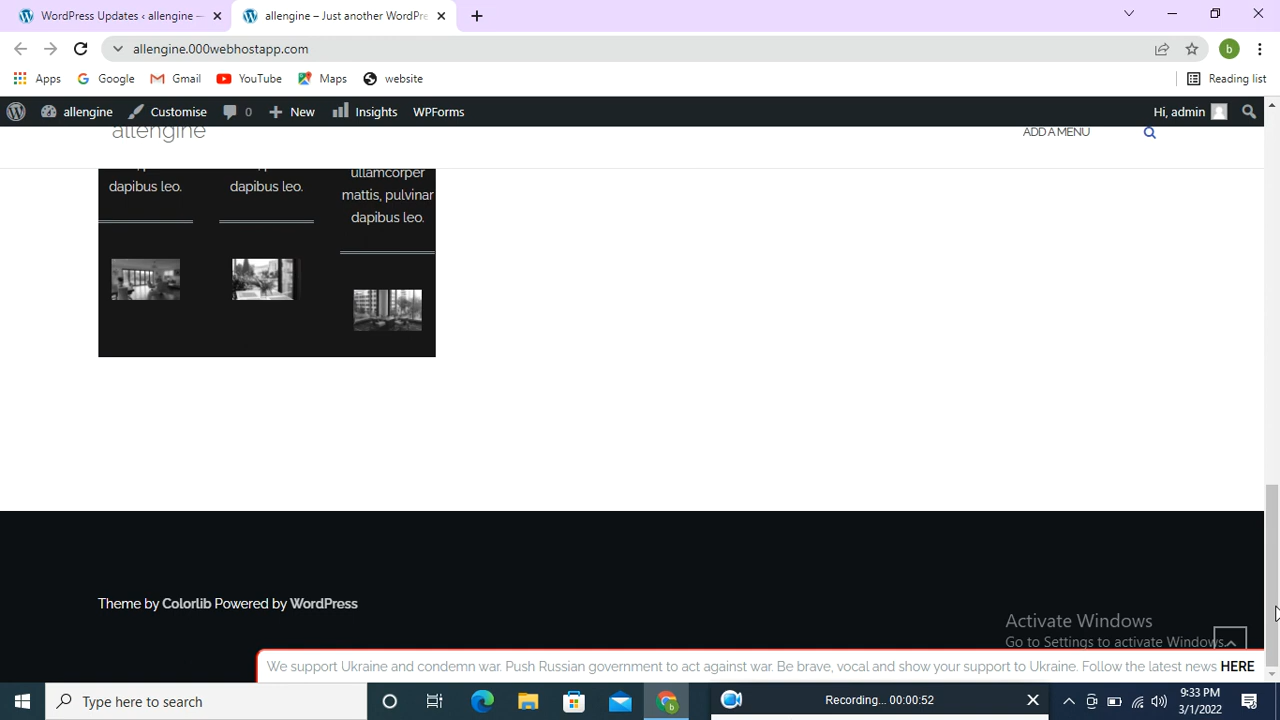 WordPress Updates ‹ allengine —
allengine – Just another WordPre
allengine.000webhostapp.com
b
Apps
Google
Gmail
YouTube
Maps
website
Reading list
allengine
Customise
0
New
Insights
WPForms
Hi, admin
allengine
ADD A MENU
dapibus leo.
dapibus leo.
ullamcorper
mattis, pulvinar
dapibus leo.
Theme by Colorlib Powered by WordPress
Activate Windows
Go to Settings to activate Windows.
We support Ukraine and condemn war. Push Russian government to act against war. Be brave, vocal and show your support to Ukraine. Follow the latest news HERE
Type here to search
Recording... 00:00:52
9:33 PM
3/1/2022